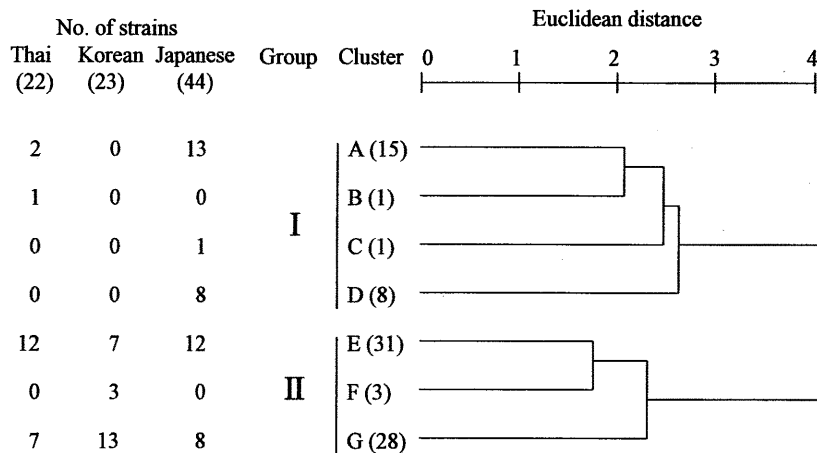 No. of strains
Euclidean distance
Thai Korean Japanese Group Cluster 0 1 2 3 4
(22) (23) (44)
2 0 13 A (15)
1 0 0 B (1)
I
0 0 1 C (1)
0 0 8 D (8)
12 7 12 E (31)
0 3 0 II F (3)
7 13 8 G (28)